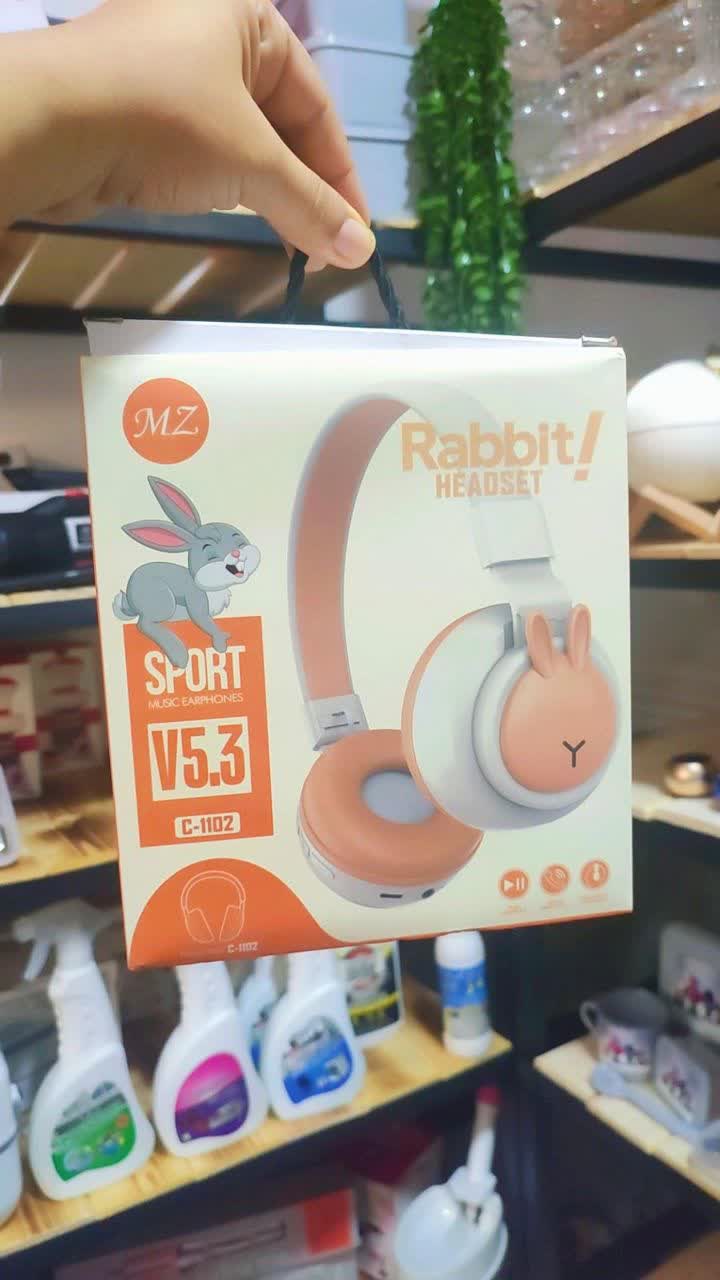 MZ
Rabbit!
HEADSET
SPORT
MUSIC EARPHONES
V5.3
C-1102
C-1102